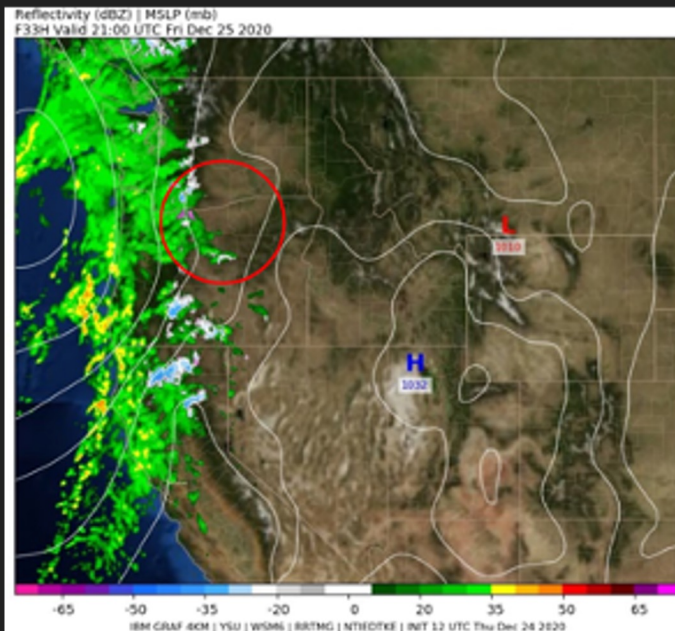 Reflectivity (dBZ) | MSLP (mb)
F33H Valid 21:00 UTC Fri Dec 25 2020
L
1010
H
1032
-65 -50 -35 -20 0 20 35 50 65
IBM GRAF 4KM | YSU | WSM6 | RRTMG | NTIEDTKE | INIT 12 UTC Thu Dec 24 2020